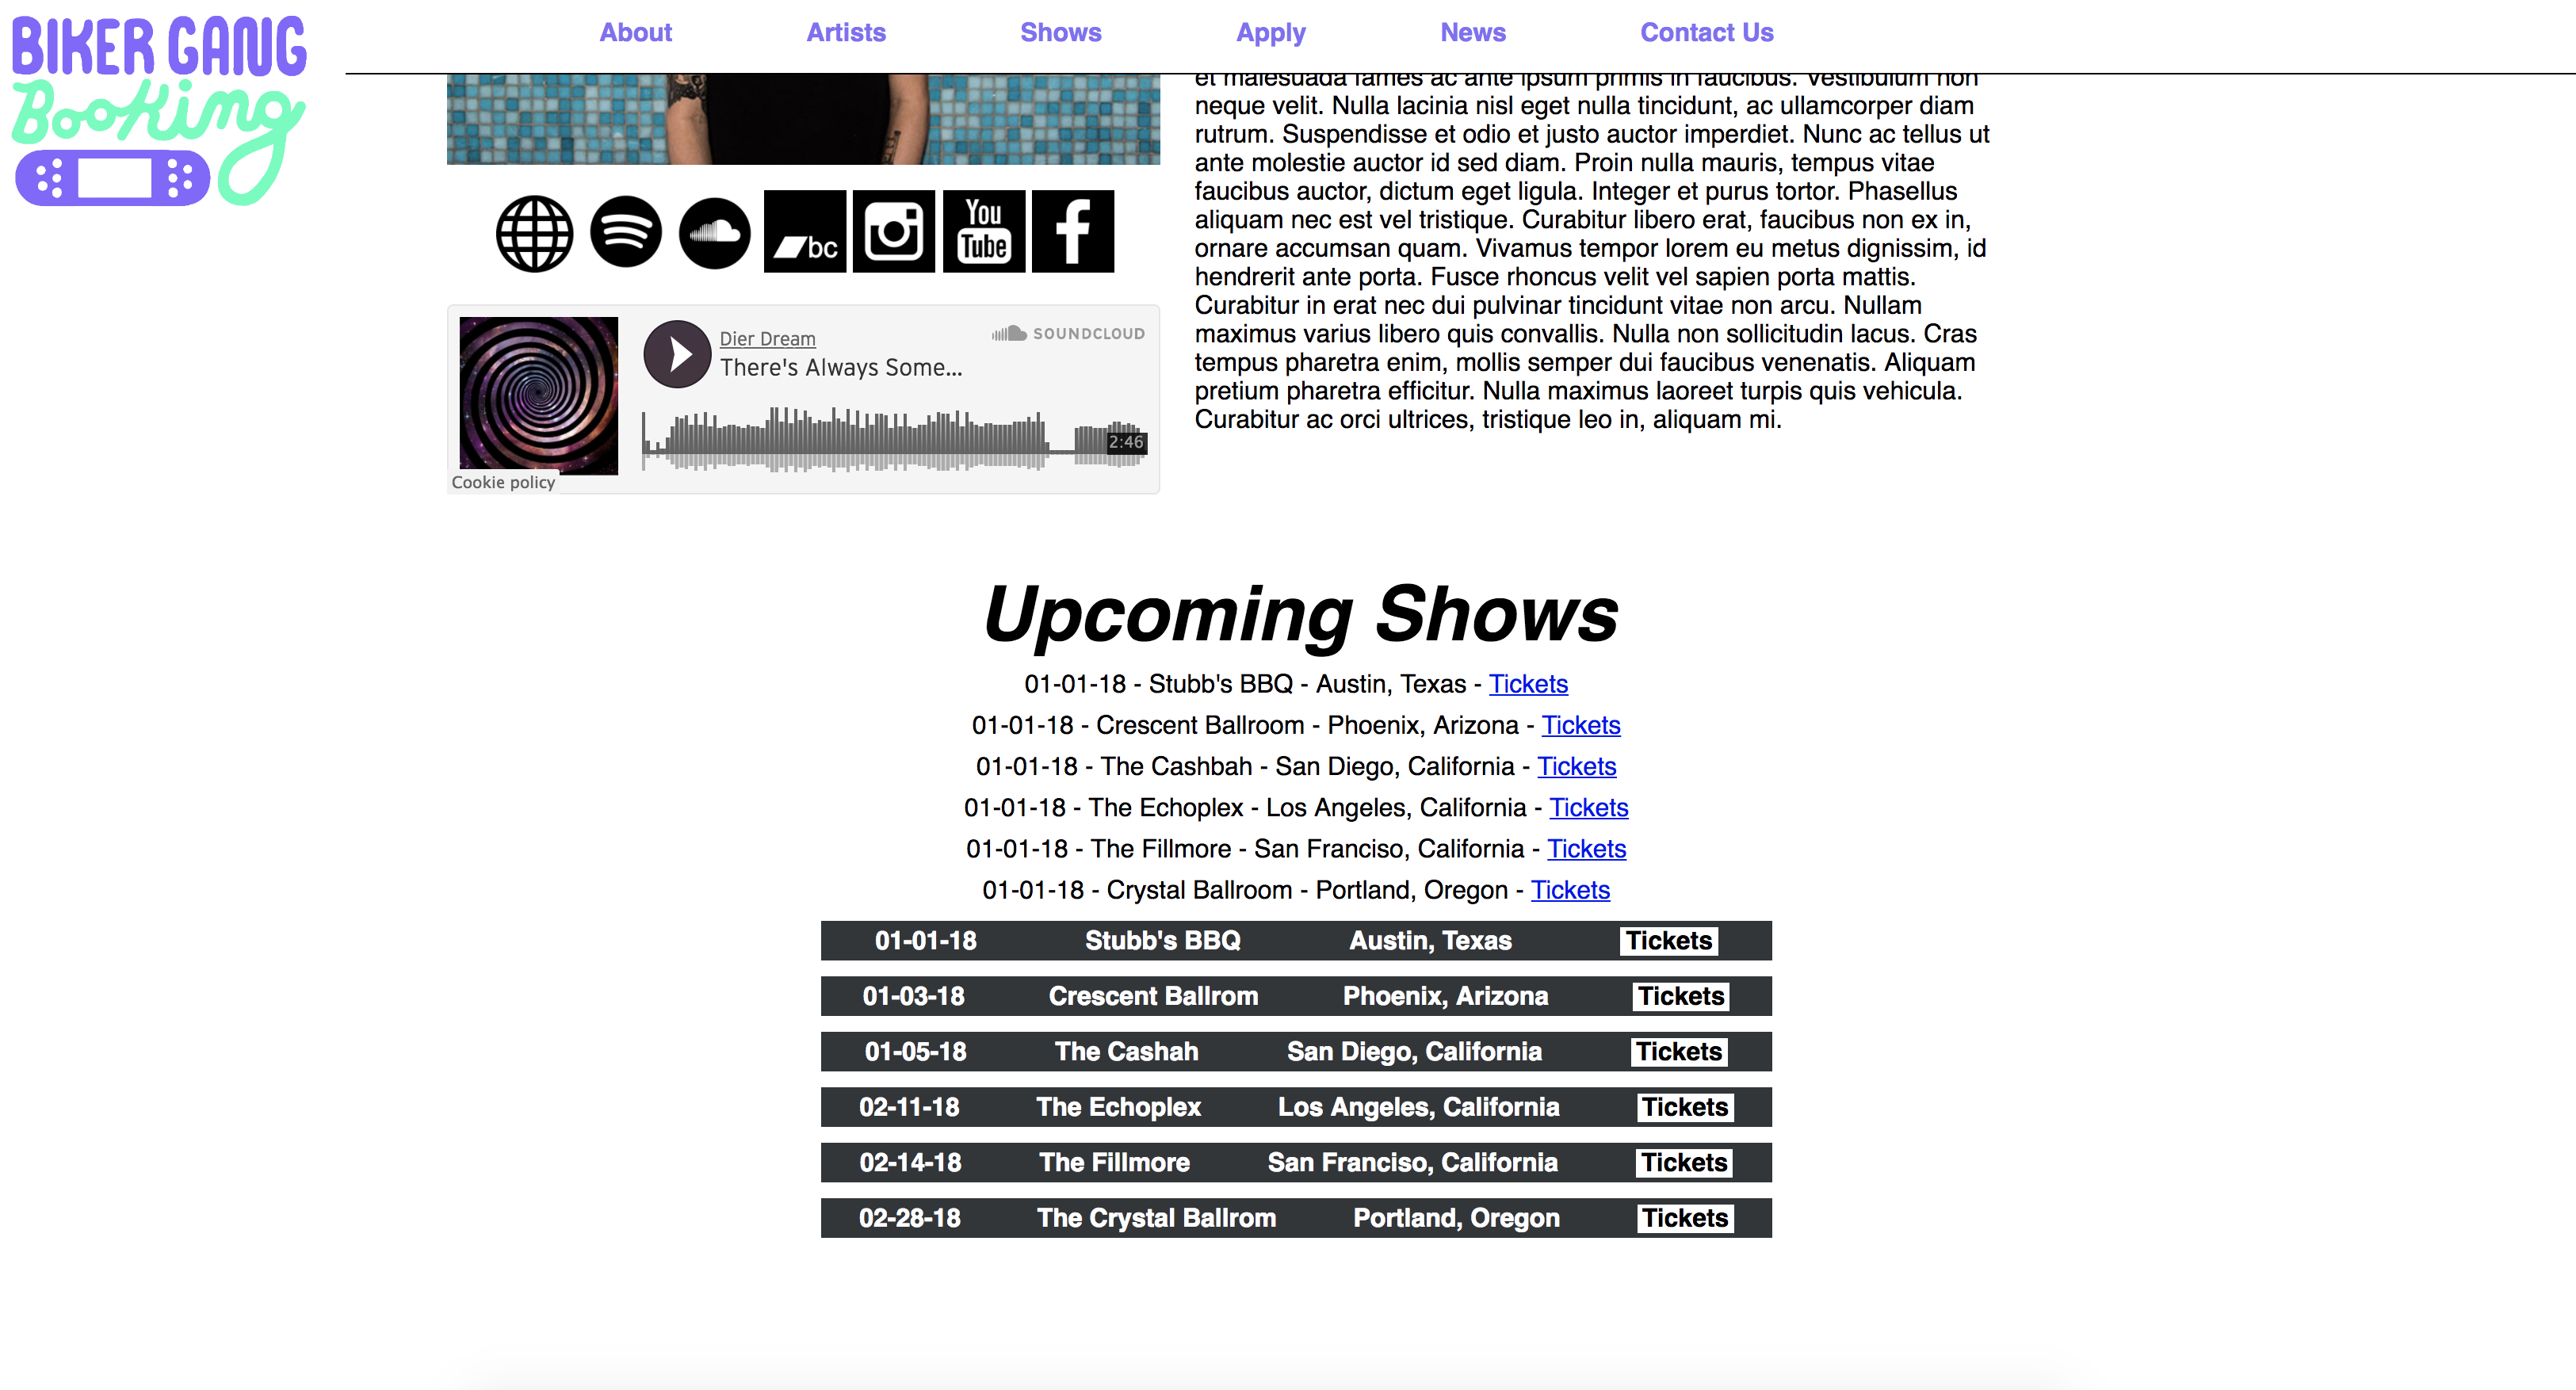 BIKER GANG
Booking
About Artists Shows Apply News Contact Us
et malesuada fames ac ante ipsum primis in faucibus. Vestibulum non
neque velit. Nulla lacinia nisl eget nulla tincidunt, ac ullamcorper diam
rutrum. Suspendisse et odio et justo auctor imperdiet. Nunc ac tellus ut
ante molestie auctor id sed diam. Proin nulla mauris, tempus vitae
faucibus auctor, dictum eget ligula. Integer et purus tortor. Phasellus
aliquam nec est vel tristique. Curabitur libero erat, faucibus non ex in,
ornare accumsan quam. Vivamus tempor lorem eu metus dignissim, id
hendrerit ante porta. Fusce rhoncus velit vel sapien porta mattis.
Curabitur in erat nec dui pulvinar tincidunt vitae non arcu. Nullam
maximus varius libero quis convallis. Nulla non sollicitudin lacus. Cras
tempus pharetra enim, mollis semper dui faucibus venenatis. Aliquam
pretium pharetra efficitur. Nulla maximus laoreet turpis quis vehicula.
Curabitur ac orci ultrices, tristique leo in, aliquam mi.
bc
You
Tube
f
Dier Dream
SOUNDCLOUD
There's Always Some...
2:46
Cookie policy
Upcoming Shows
01-01-18 - Stubb's BBQ - Austin, Texas - Tickets
01-01-18 - Crescent Ballroom - Phoenix, Arizona - Tickets
01-01-18 - The Cashbah - San Diego, California - Tickets
01-01-18 - The Echoplex - Los Angeles, California - Tickets
01-01-18 - The Fillmore - San Franciso, California - Tickets
01-01-18 - Crystal Ballroom - Portland, Oregon - Tickets
01-01-18 Stubb's BBQ Austin, Texas Tickets
01-03-18 Crescent Ballrom Phoenix, Arizona Tickets
01-05-18 The Cashah San Diego, California Tickets
02-11-18 The Echoplex Los Angeles, California Tickets
02-14-18 The Fillmore San Franciso, California Tickets
02-28-18 The Crystal Ballrom Portland, Oregon Tickets